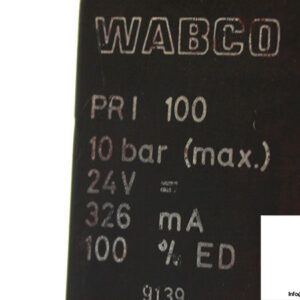 WABCO
PRI 100
10 bar (max.)
24V ⎓
326 mA
100 % ED
9139